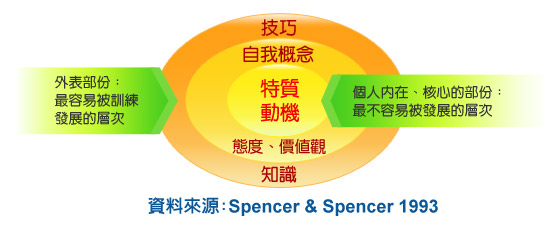 技巧
自我概念
特質
動機
態度、價值觀
知識
外表部份：
最容易被訓練
發展的層次
個人内在、核心的部份：
最不容易被發展的層次
資料來源：Spencer & Spencer 1993